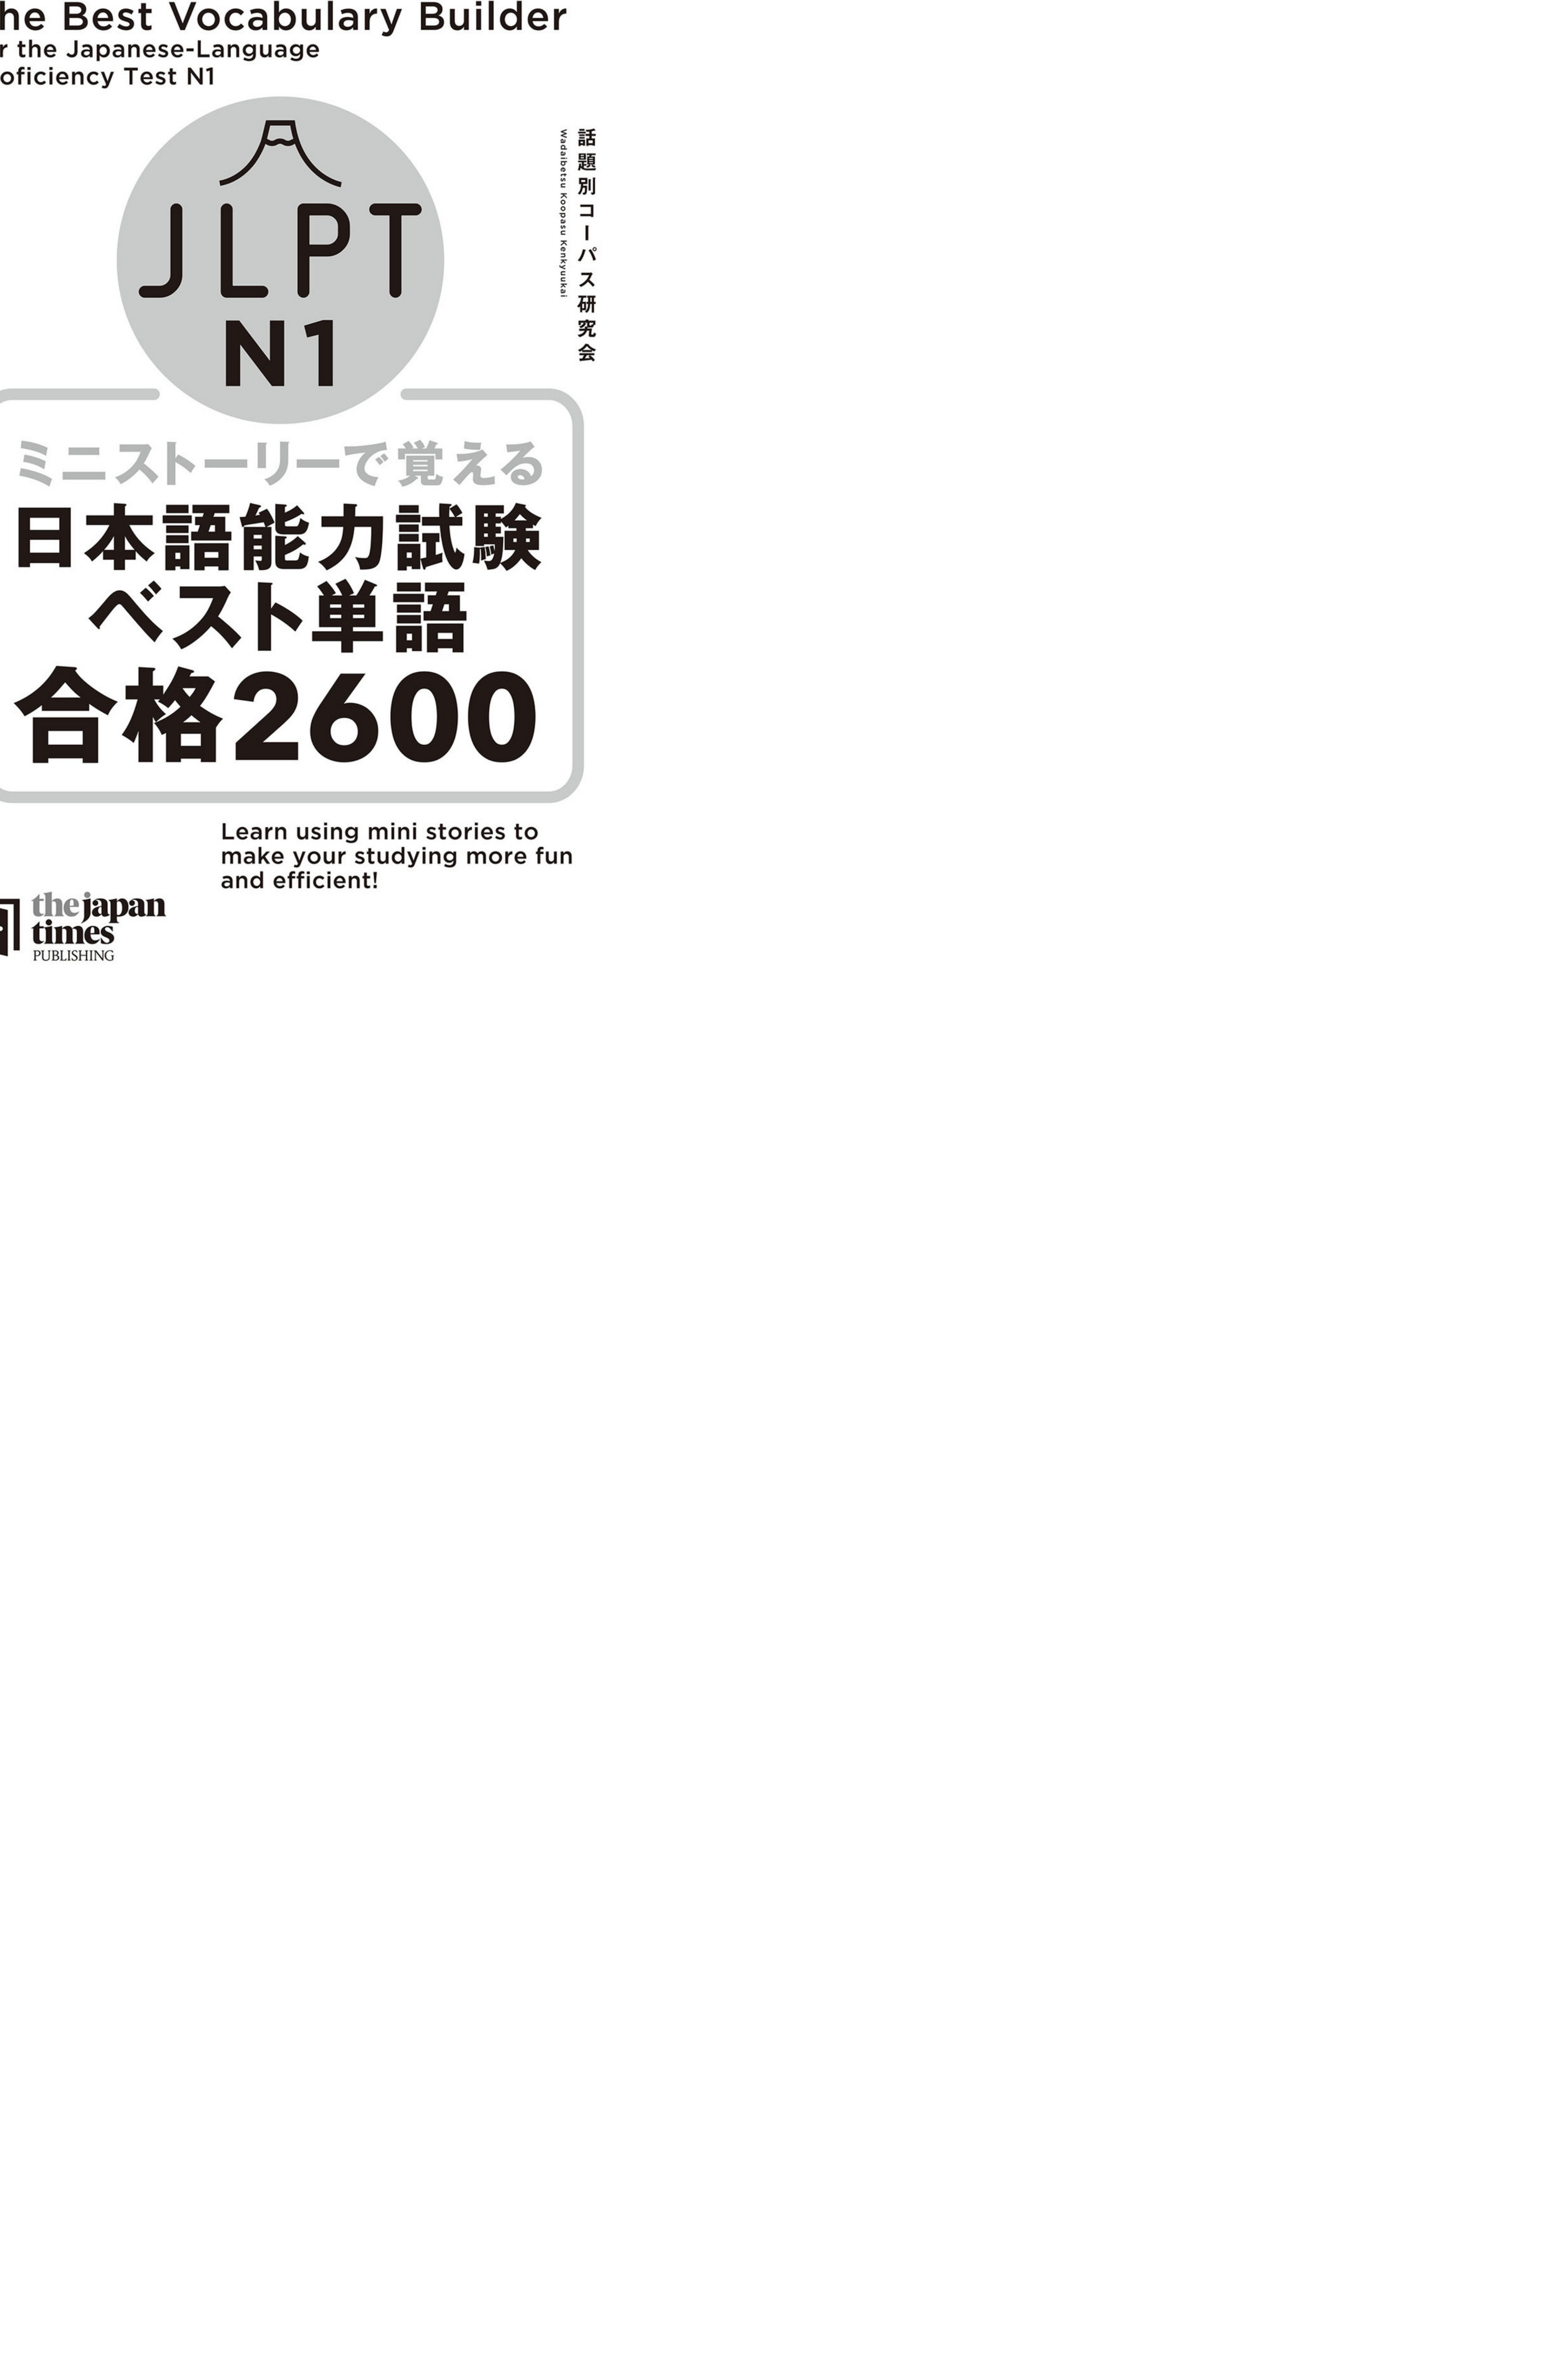 he Best Vocabulary Builder
r the Japanese-Language
oficiency Test N1
話題別コーパス研究会
Wadaibetsu Koopasu Kenkyuukai
JLPT
N1
ミニストーリーで覚える
日本語能力試験
ベスト単語
合格2600
Learn using mini stories to
make your studying more fun
and efficient!
the japan
times
PUBLISHING